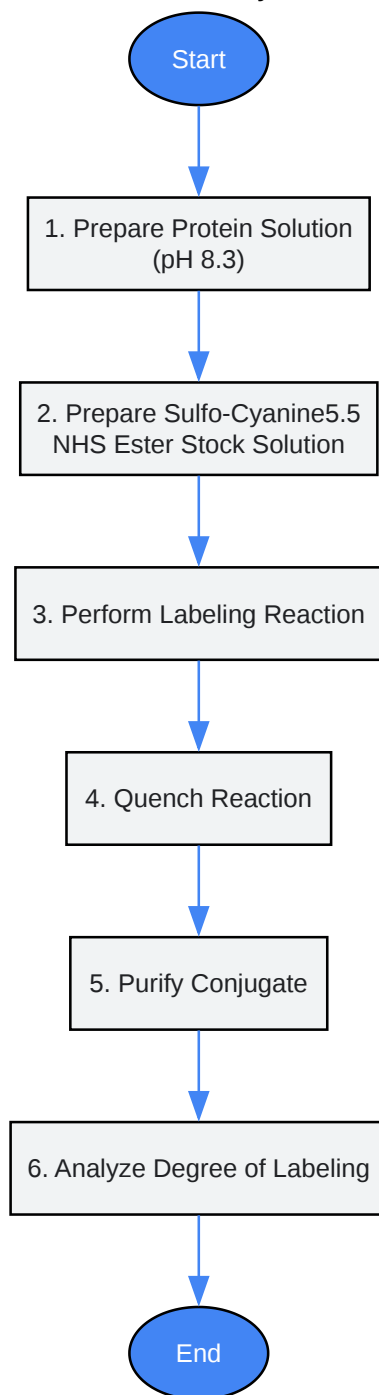 Start
1. Prepare Protein Solution
(pH 8.3)
2. Prepare Sulfo-Cyanine5.5
NHS Ester Stock Solution
3. Perform Labeling Reaction
4. Quench Reaction
5. Purify Conjugate
6. Analyze Degree of Labeling
End